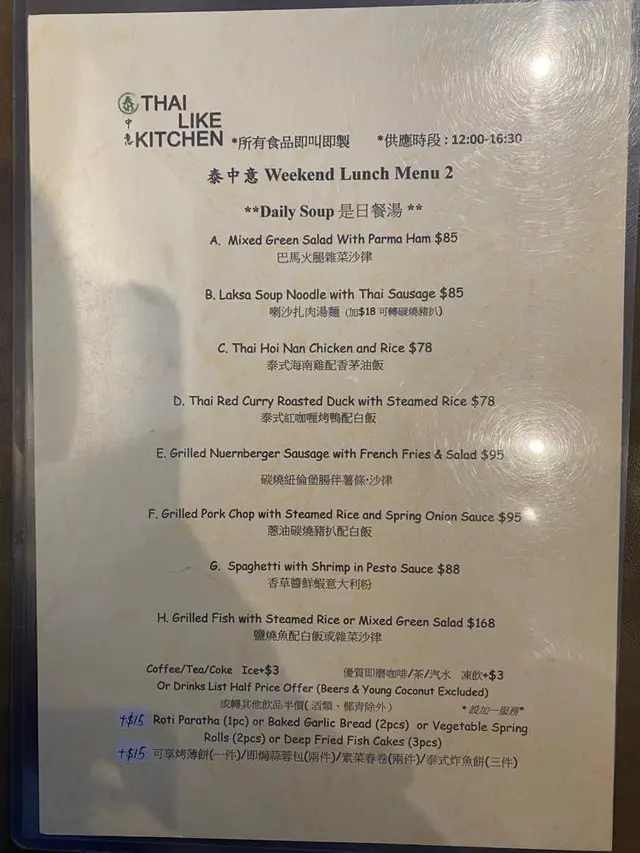 泰 THAI
中 LIKE
意 KITCHEN *所有食品即叫即製 *供應時段 : 12:00-16:30
泰中意 Weekend Lunch Menu 2
**Daily Soup 是日餐湯 **
A. Mixed Green Salad With Parma Ham $85
巴馬火腿雜菜沙律
B. Laksa Soup Noodle with Thai Sausage $85
喇沙扎肉湯麵 (加$18 可轉碳燒豬扒)
C. Thai Hoi Nan Chicken and Rice $78
泰式海南雞配香茅油飯
D. Thai Red Curry Roasted Duck with Steamed Rice $78
泰式紅咖喱烤鴨配白飯
E. Grilled Nuernberger Sausage with French Fries & Salad $95
碳燒紐倫堡腸伴薯條·沙律
F. Grilled Pork Chop with Steamed Rice and Spring Onion Sauce $95
蔥油碳燒豬扒配白飯
G. Spaghetti with Shrimp in Pesto Sauce $88
香草醬鮮蝦意大利粉
H. Grilled Fish with Steamed Rice or Mixed Green Salad $168
鹽燒魚配白飯或雜菜沙律
Coffee/Tea/Coke Ice+$3 優質即磨咖啡/茶/汽水 凍飲+$3
Or Drinks List Half Price Offer (Beers & Young Coconut Excluded)
或轉其他飲品半價( 酒類、椰青除外) *設加一服務*
+$15 Roti Paratha (1pc) or Baked Garlic Bread (2pcs) or Vegetable Spring
Rolls (2pcs) or Deep Fried Fish Cakes (3pcs)
+$15 可享烤薄餅(一件)/即焗蒜蓉包(兩件)/素菜春卷(兩件)/泰式炸魚餅(三件)